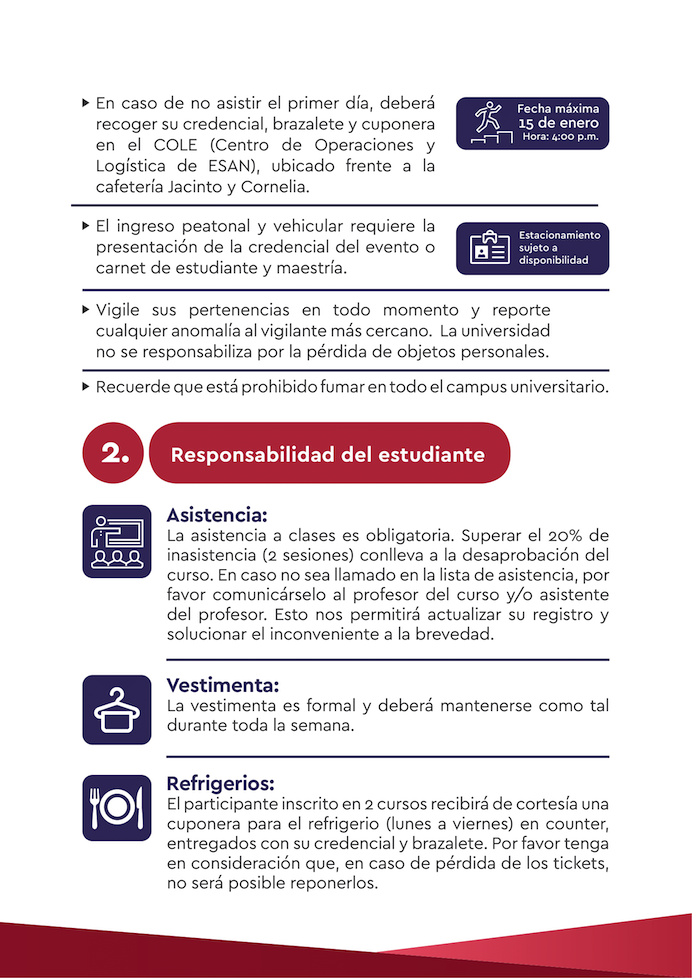 En caso de no asistir el primer día, deberá
recoger su credencial, brazalete y cuponera
en el COLE (Centro de Operaciones y
Logística de ESAN), ubicado frente a la
cafetería Jacinto y Cornelia.
Fecha máxima
15 de enero
Hora: 4:00 p.m.
El ingreso peatonal y vehicular requiere la
presentación de la credencial del evento o
carnet de estudiante y maestría.
Estacionamiento
sujeto a
disponibilidad
Vigile sus pertenencias en todo momento y reporte
cualquier anomalía al vigilante más cercano. La universidad
no se responsabiliza por la pérdida de objetos personales.
Recuerde que está prohibido fumar en todo el campus universitario.
2. Responsabilidad del estudiante
Asistencia:
La asistencia a clases es obligatoria. Superar el 20% de
inasistencia (2 sesiones) conlleva a la desaprobación del
curso. En caso no sea llamado en la lista de asistencia, por
favor comunicárselo al profesor del curso y/o asistente
del profesor. Esto nos permitirá actualizar su registro y
solucionar el inconveniente a la brevedad.
Vestimenta:
La vestimenta es formal y deberá mantenerse como tal
durante toda la semana.
Refrigerios:
El participante inscrito en 2 cursos recibirá de cortesía una
cuponera para el refrigerio (lunes a viernes) en counter,
entregados con su credencial y brazalete. Por favor tenga
en consideración que, en caso de pérdida de los tickets,
no será posible reponerlos.